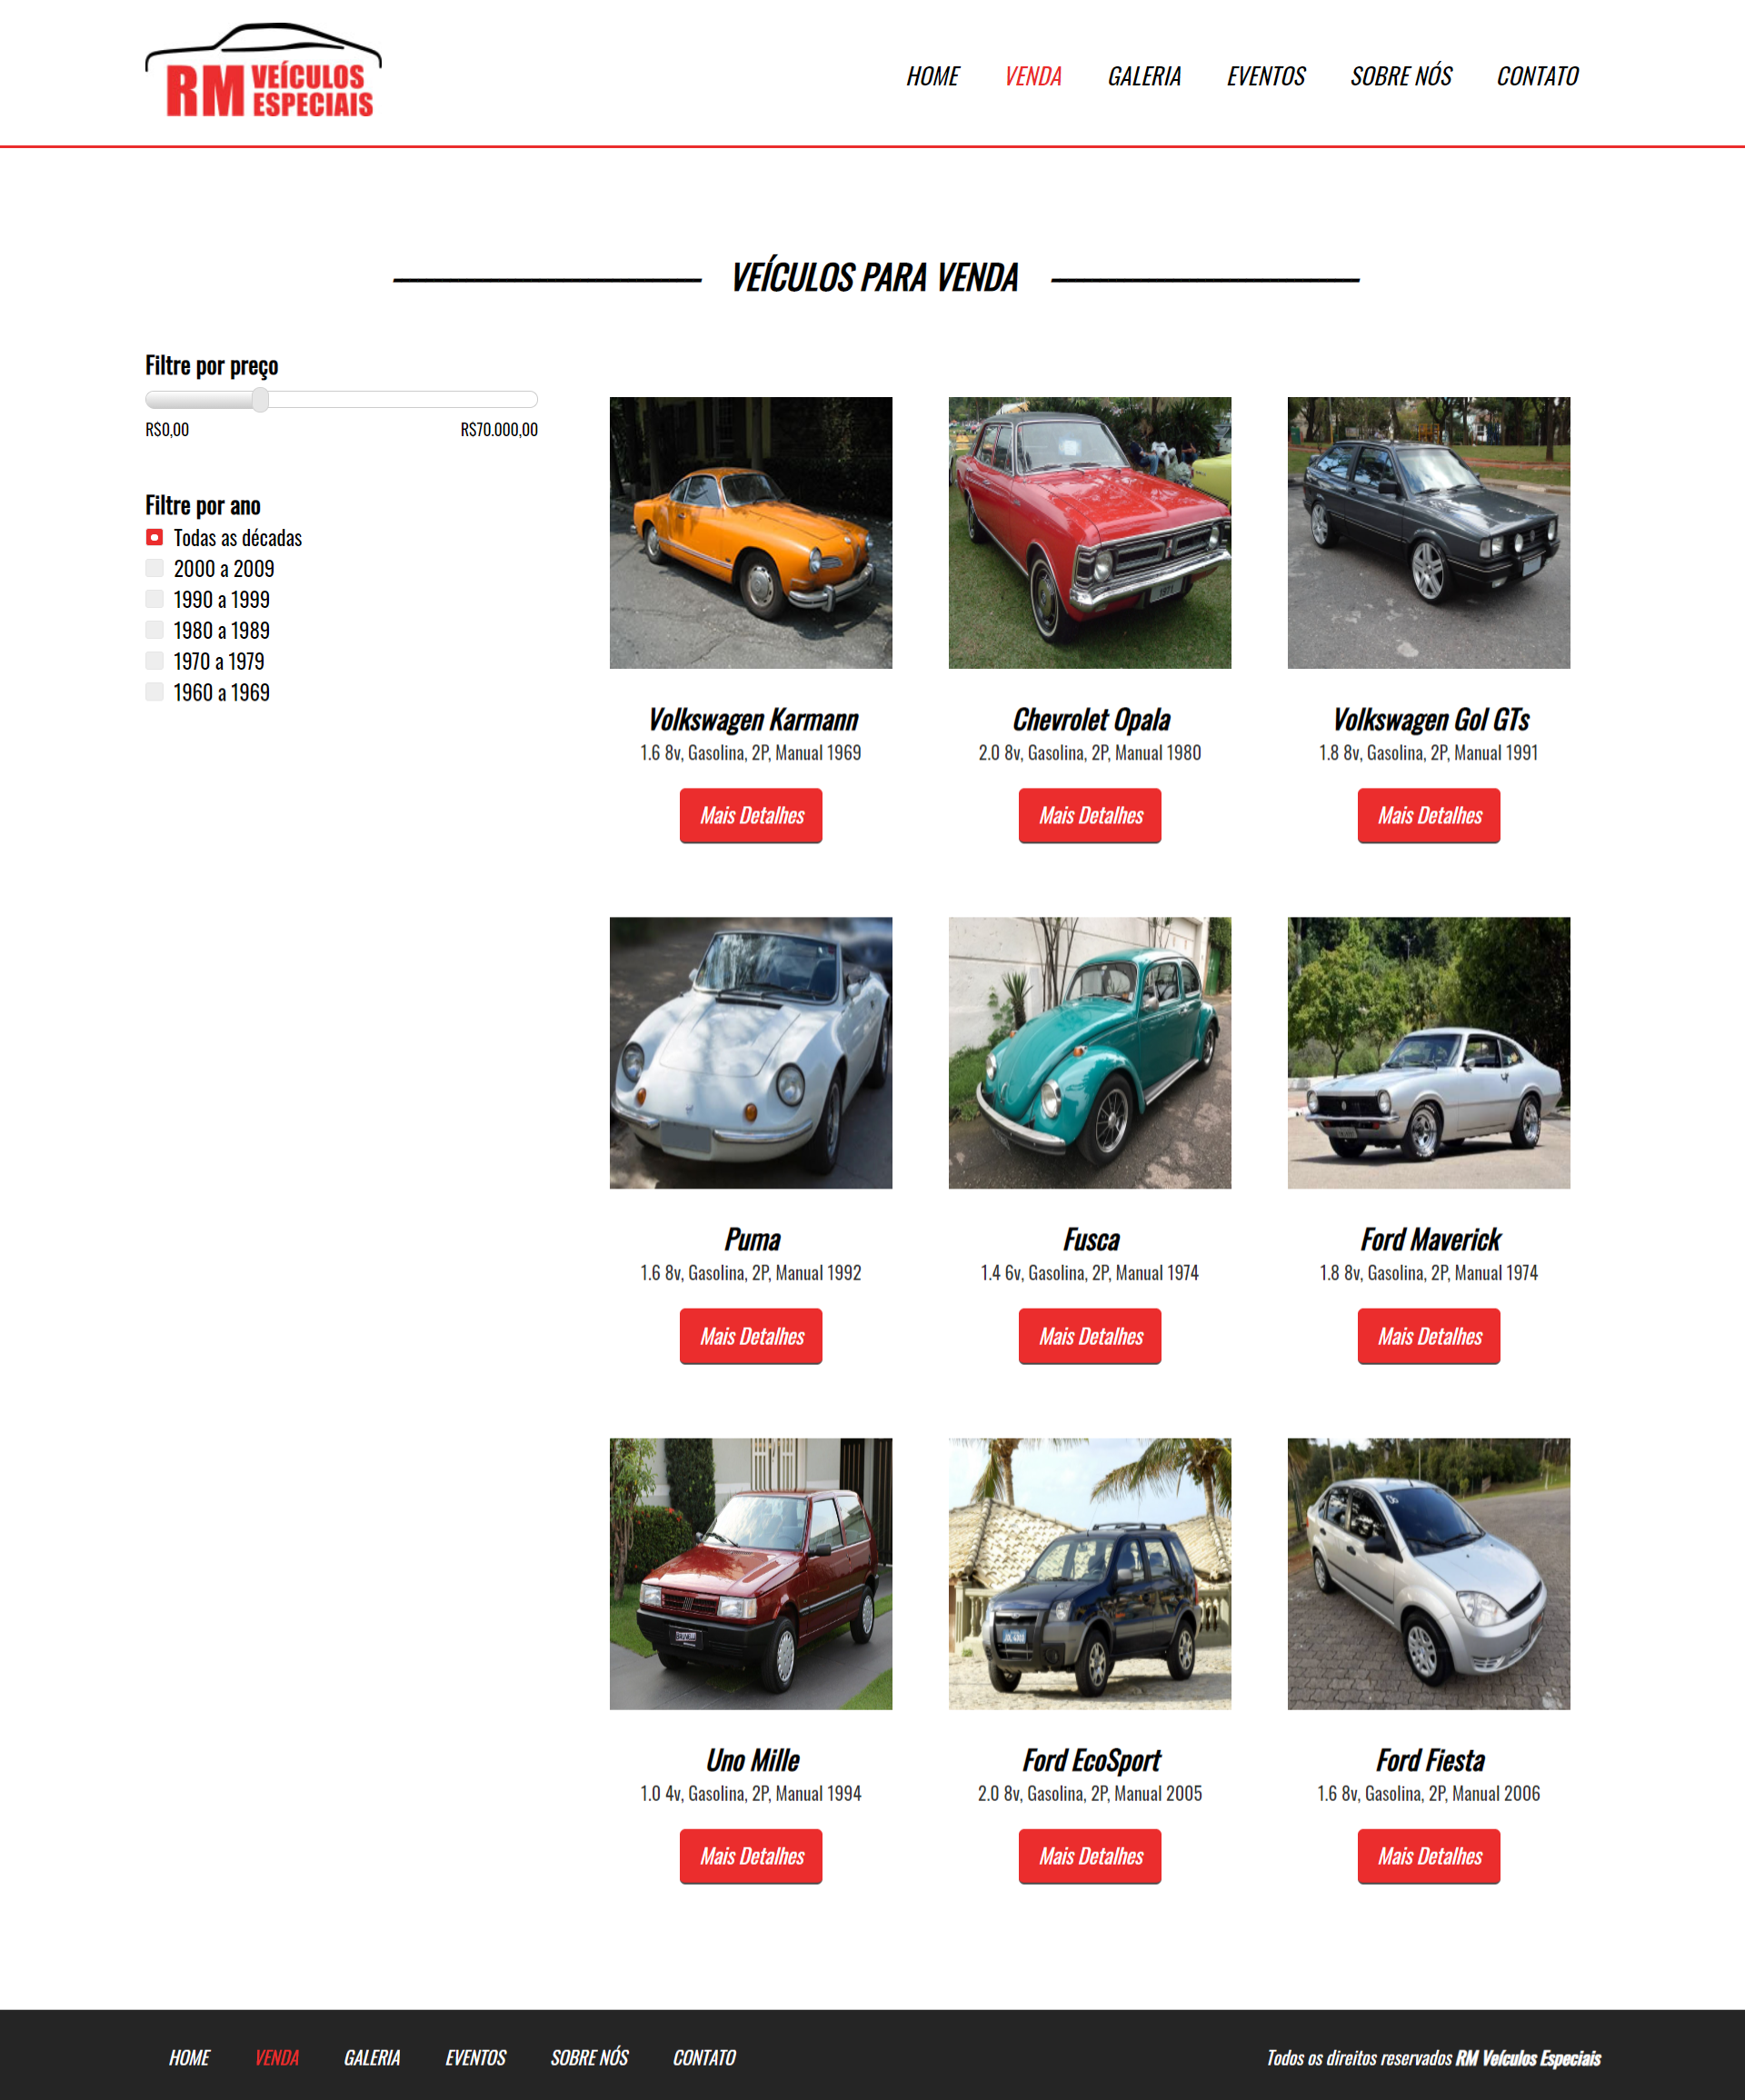 RM VEÍCULOS
ESPECIAIS
HOME VENDA GALERIA EVENTOS SOBRE NÓS CONTATO
VEÍCULOS PARA VENDA
Filtre por preço
R$0,00 R$70.000,00
Filtre por ano
Todas as décadas
2000 a 2009
1990 a 1999
1980 a 1989
1970 a 1979
1960 a 1969
1971
Volkswagen Karmann Chevrolet Opala Volkswagen Gol GTs
1.6 8v, Gasolina, 2P, Manual 1969 2.0 8v, Gasolina, 2P, Manual 1980 1.8 8v, Gasolina, 2P, Manual 1991
Mais Detalhes Mais Detalhes Mais Detalhes
Puma Fusca Ford Maverick
1.6 8v, Gasolina, 2P, Manual 1992 1.4 6v, Gasolina, 2P, Manual 1974 1.8 8v, Gasolina, 2P, Manual 1974
Mais Detalhes Mais Detalhes Mais Detalhes
Uno Mille Ford EcoSport Ford Fiesta
1.0 4v, Gasolina, 2P, Manual 1994 2.0 8v, Gasolina, 2P, Manual 2005 1.6 8v, Gasolina, 2P, Manual 2006
Mais Detalhes Mais Detalhes Mais Detalhes
HOME VENDA GALERIA EVENTOS SOBRE NÓS CONTATO Todos os direitos reservados RM Veículos Especiais